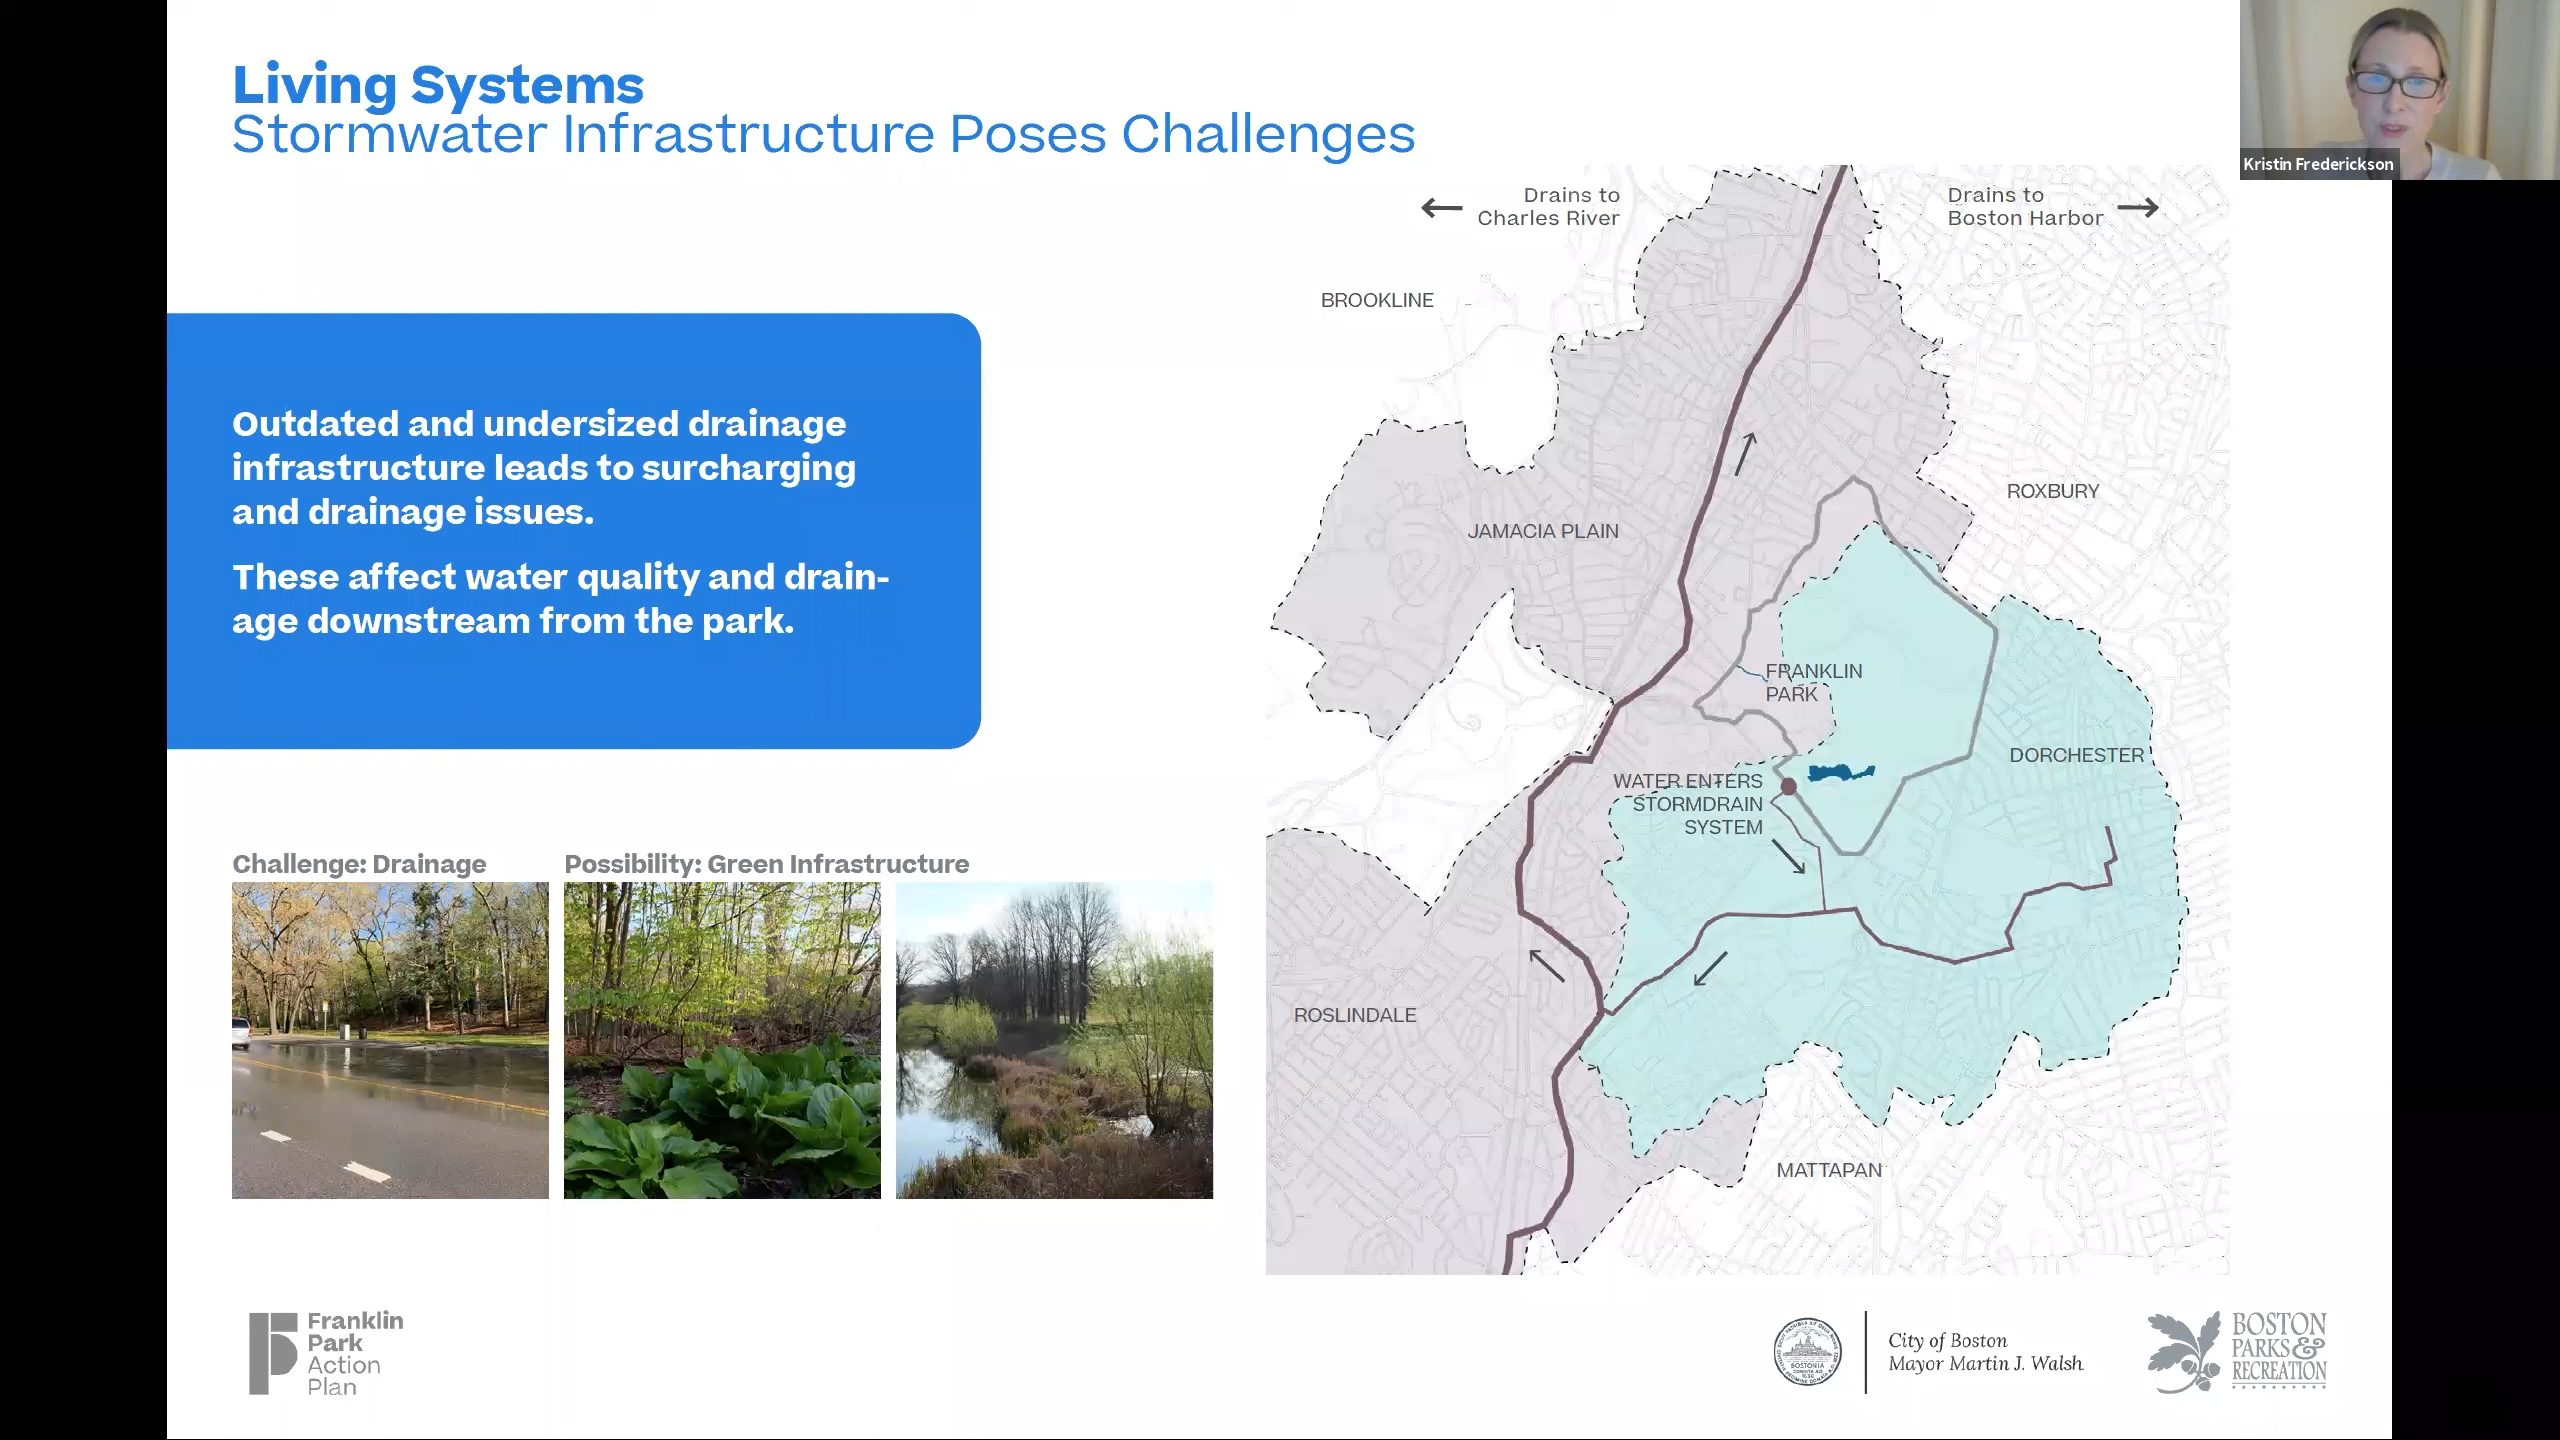 Living Systems
Stormwater Infrastructure Poses Challenges
Kristin Frederickson
Outdated and undersized drainage
infrastructure leads to surcharging
and drainage issues.
These affect water quality and drain-
age downstream from the park.
Challenge: Drainage
Possibility: Green Infrastructure
Drains to
Charles River
Drains to
Boston Harbor
BROOKLINE
ROXBURY
JAMACIA PLAIN
FRANKLIN
PARK
DORCHESTER
WATER ENTERS
STORMDRAIN
SYSTEM
ROSLINDALE
MATTAPAN
Franklin
Park
Action
Plan
BOSTONIA
City of Boston
Mayor Martin J. Walsh
BOSTON
PARKS &
RECREATION